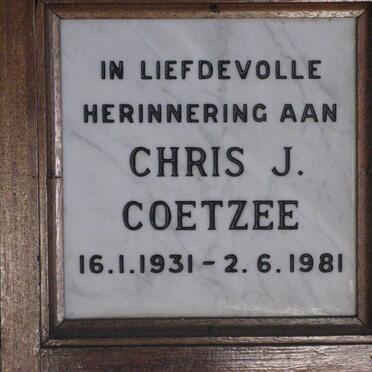 IN LIEFDEVOLLE
HERINNERING AAN
CHRIS J.
COETZEE
16.1.1931 – 2.6.1981